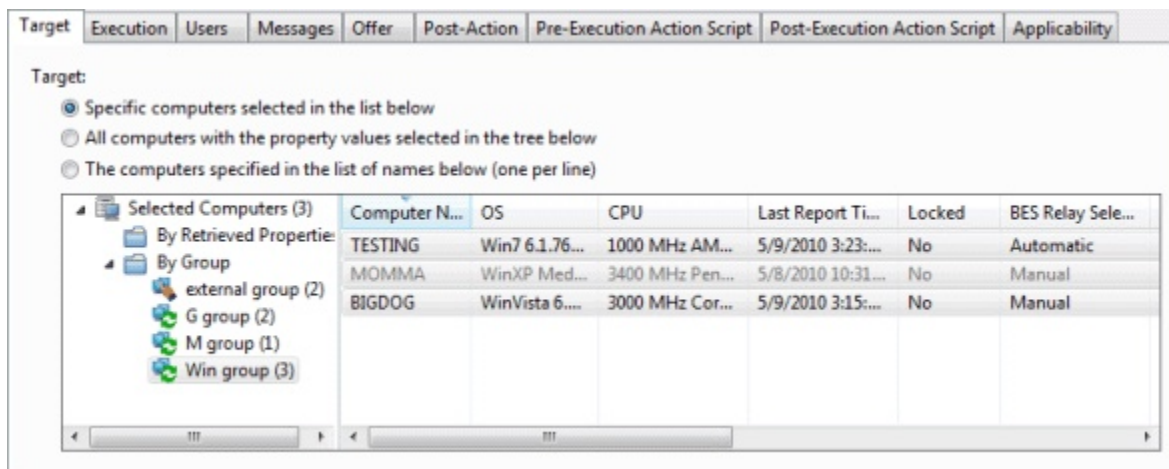 Target Execution Users Messages Offer Post-Action Pre-Execution Action Script Post-Execution Action Script Applicability
Target:
Specific computers selected in the list below
All computers with the property values selected in the tree below
The computers specified in the list of names below (one per line)
Selected Computers (3)
By Retrieved Propertie
By Group
external group (2)
G group (2)
M group (1)
Win group (3)
Computer N... OS CPU Last Report Ti... Locked BES Relay Sele...
TESTING Win7 6.1.76... 1000 MHz AM... 5/9/2010 3:23:... No Automatic
MOMMA WinXP Med... 3400 MHz Pen... 5/8/2010 10:31... No Manual
BIGDOG WinVista 6.... 3000 MHz Cor... 5/9/2010 3:15:... No Manual